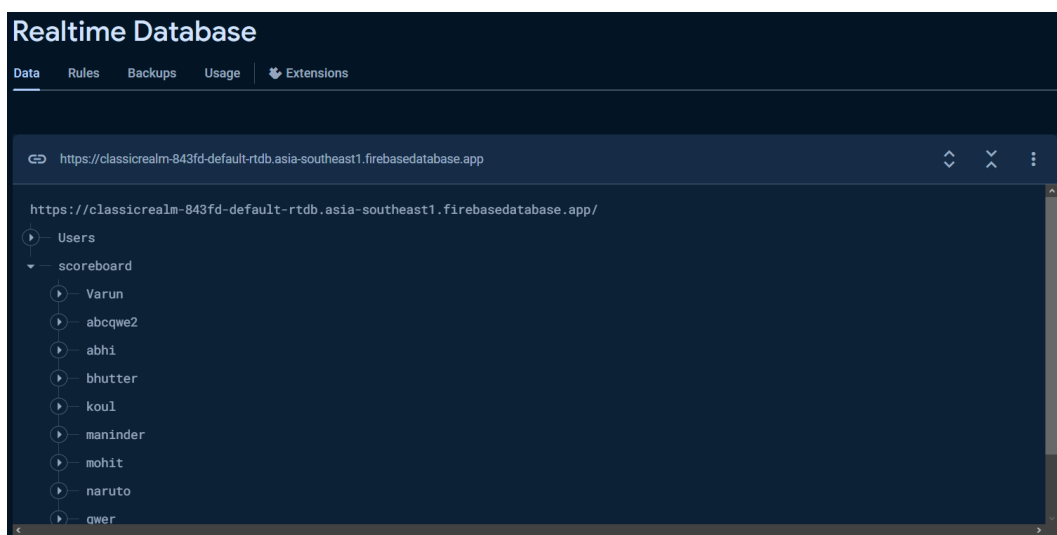 Realtime Database
Data Rules Backups Usage Extensions
https://classicrealm-843fd-default-rtdb.asia-southeast1.firebasedatabase.app
https://classicrealm-843fd-default-rtdb.asia-southeast1.firebasedatabase.app/
Users
scoreboard
Varun
abcqwe2
abhi
bhutter
koul
maninder
mohit
naruto
qwer